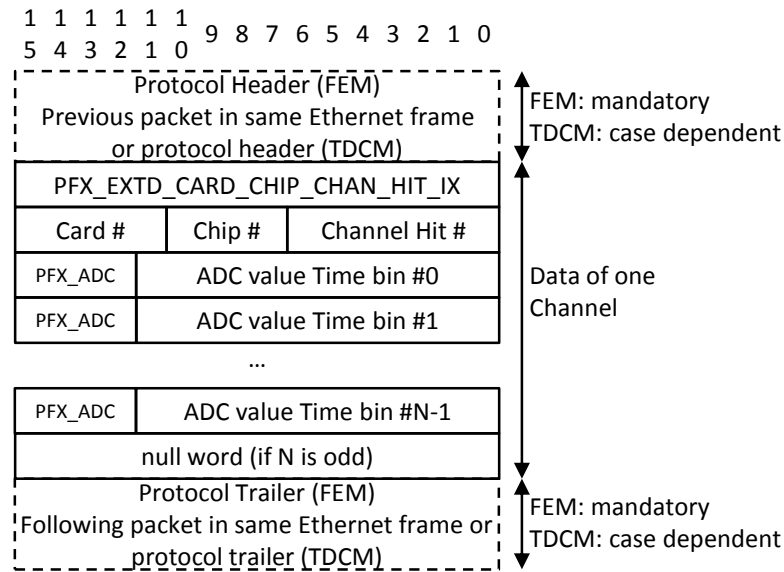 1 1 1 1 1 1
5 4 3 2 1 0 9 8 7 6 5 4 3 2 1 0
Protocol Header (FEM)
Previous packet in same Ethernet frame
or protocol header (TDCM)
FEM: mandatory
TDCM: case dependent
PFX_EXTD_CARD_CHIP_CHAN_HIT_IX
Card # Chip # Channel Hit #
PFX_ADC ADC value Time bin #0
PFX_ADC ADC value Time bin #1
Data of one
Channel
…
PFX_ADC ADC value Time bin #N-1
null word (if N is odd)
Protocol Trailer (FEM)
Following packet in same Ethernet frame or
protocol trailer (TDCM)
FEM: mandatory
TDCM: case dependent